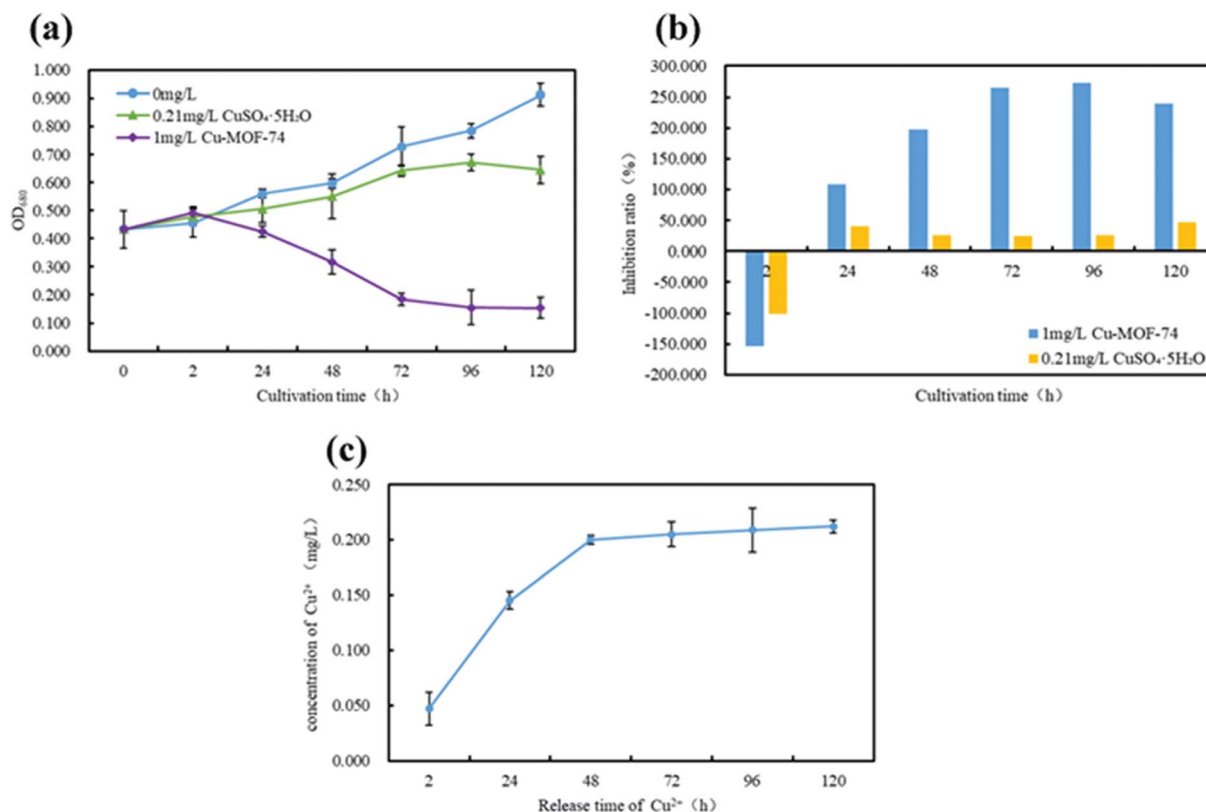 (a)
1.000
0.900
0.800
0.700
0.600
0.500
0.400
0.300
0.200
0.100
0.000
OD₆₈₀
0mg/L
0.21mg/L CuSO₄·5H₂O
1mg/L Cu-MOF-74
0 2 24 48 72 96 120
Cultivation time（h）
(b)
300.000
250.000
200.000
150.000
100.000
50.000
0.000
-50.000
-100.000
-150.000
-200.000
Inhibition ratio（%）
2 24 48 72 96 120
1mg/L Cu-MOF-74
0.21mg/L CuSO₄·5H₂O
Cultivation time（h）
(c)
0.250
0.200
0.150
0.100
0.050
0.000
concentration of Cu²⁺（mg/L）
2 24 48 72 96 120
Release time of Cu²⁺（h）